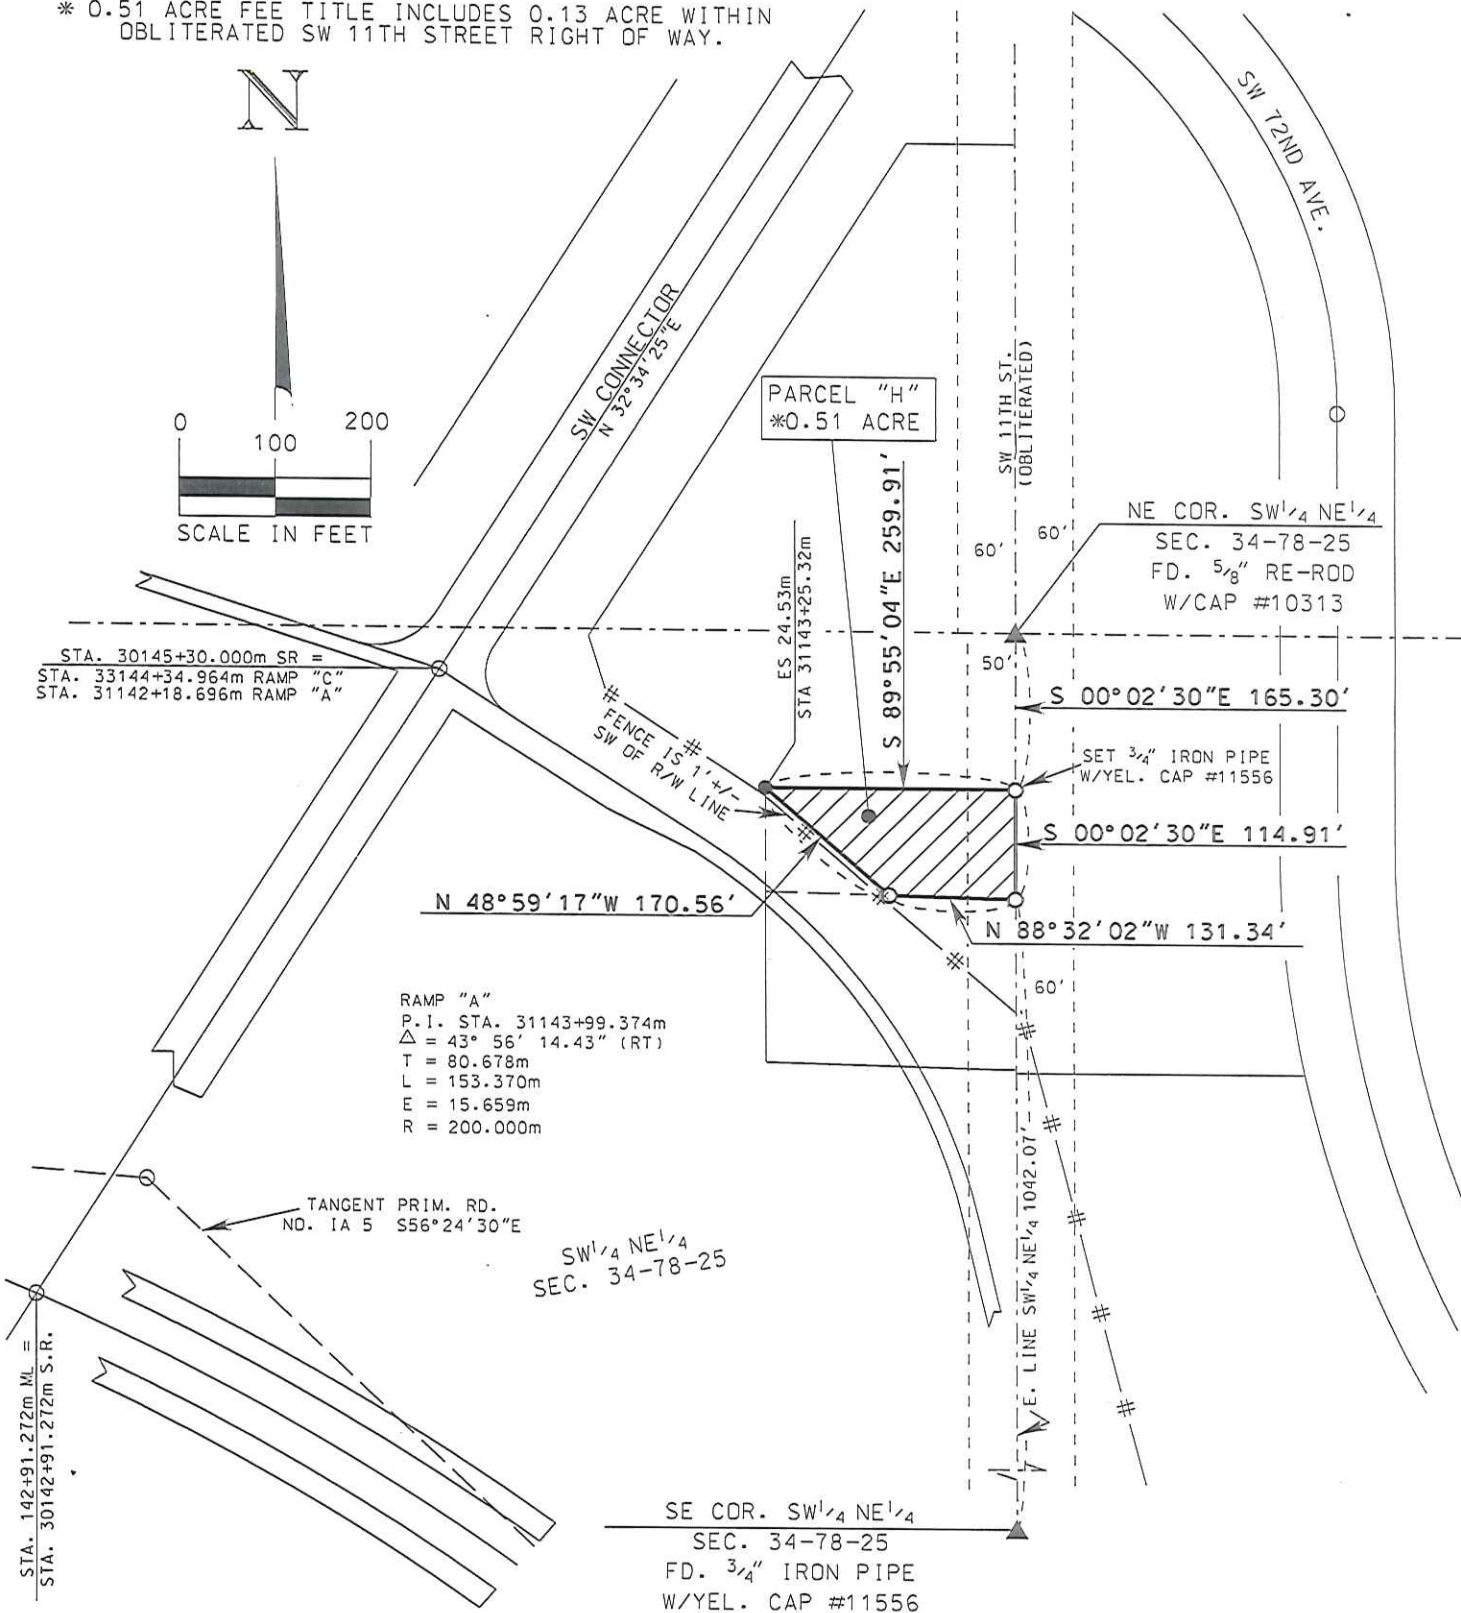 * 0.51 ACRE FEE TITLE INCLUDES 0.13 ACRE WITHIN
OBLITERATED SW 11TH STREET RIGHT OF WAY.
N
SW 72ND AVE.
SW CONNECTOR
N 32°34'25"E
0
100
200
SCALE IN FEET
PARCEL "H"
*0.51 ACRE
SW 11TH ST.
(OBLITERATED)
60'
60'
NE COR. SW1/4 NE1/4
SEC. 34-78-25
FD. 5/8" RE-ROD
W/CAP #10313
ES 24.53m
STA 31143+25.32m
S 89°55'04"E 259.91'
STA. 30145+30.000m SR =
STA. 33144+34.964m RAMP "C"
STA. 31142+18.696m RAMP "A"
50'
S 00°02'30"E 165.30'
FENCE IS 1'+/-
SW OF R/W LINE
SET 3/4" IRON PIPE
W/YEL. CAP #11556
S 00°02'30"E 114.91'
N 48°59'17"W 170.56'
N 88°32'02"W 131.34'
60'
RAMP "A"
P.I. STA. 31143+99.374m
△ = 43° 56' 14.43" (RT)
T = 80.678m
L = 153.370m
E = 15.659m
R = 200.000m
TANGENT PRIM. RD.
NO. IA 5 S56°24'30"E
SW1/4 NE1/4
SEC. 34-78-25
E. LINE SW1/4 NE1/4 1042.07'
STA. 142+91.272m ML =
STA. 30142+91.272m S.R.
SE COR. SW1/4 NE1/4
SEC. 34-78-25
FD. 3/4" IRON PIPE
W/YEL. CAP #11556